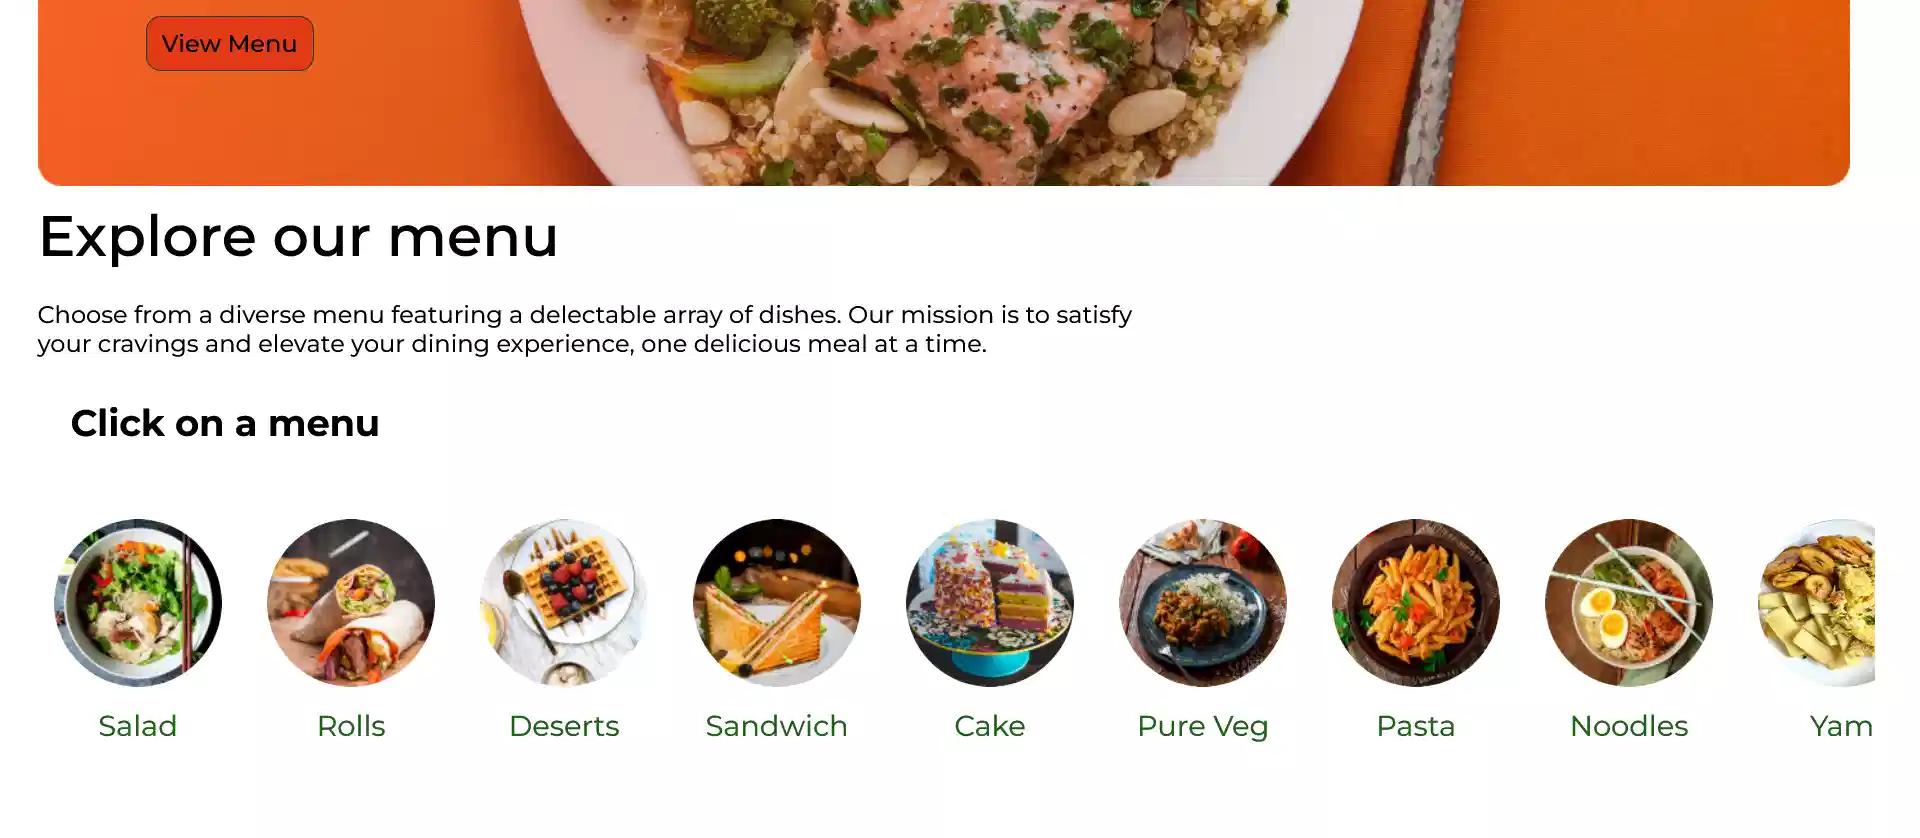 View Menu
Explore our menu
Choose from a diverse menu featuring a delectable array of dishes. Our mission is to satisfy
your cravings and elevate your dining experience, one delicious meal at a time.
Click on a menu
Salad
Rolls
Deserts
Sandwich
Cake
Pure Veg
Pasta
Noodles
Yam